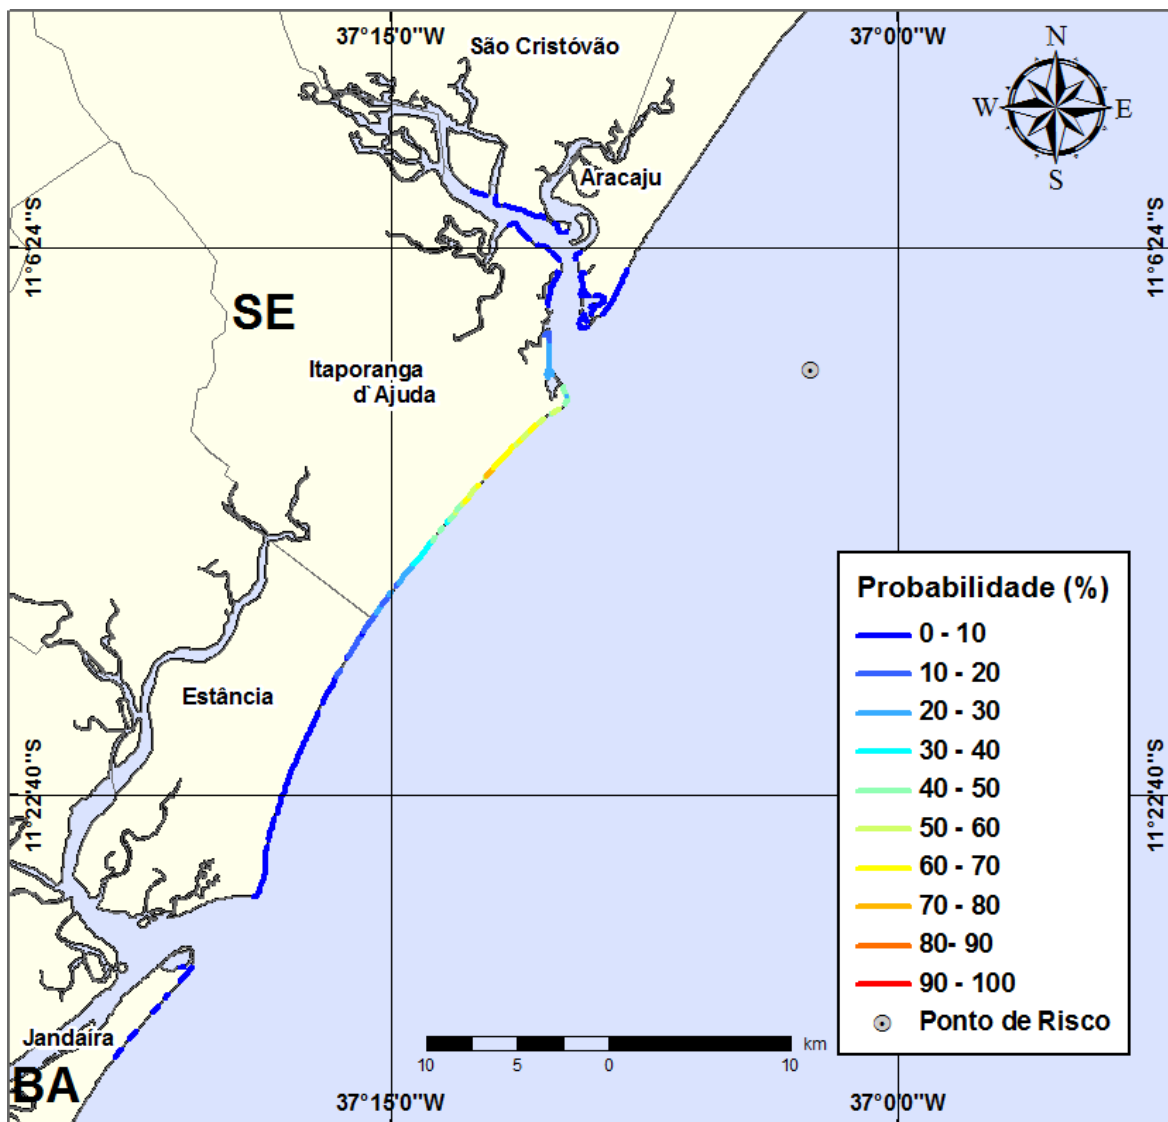 37°15'0"W
37°0'0"W
São Cristóvão
N
W
E
S
Aracaju
11°6'24"S
11°6'24"S
SE
Itaporanga
d`Ajuda
Probabilidade (%)
0 - 10
10 - 20
20 - 30
30 - 40
40 - 50
50 - 60
60 - 70
70 - 80
80- 90
90 - 100
Ponto de Risco
Estância
11°22'40"S
11°22'40"S
Jandaíra
BA
km
10
5
0
10
37°15'0"W
37°0'0"W